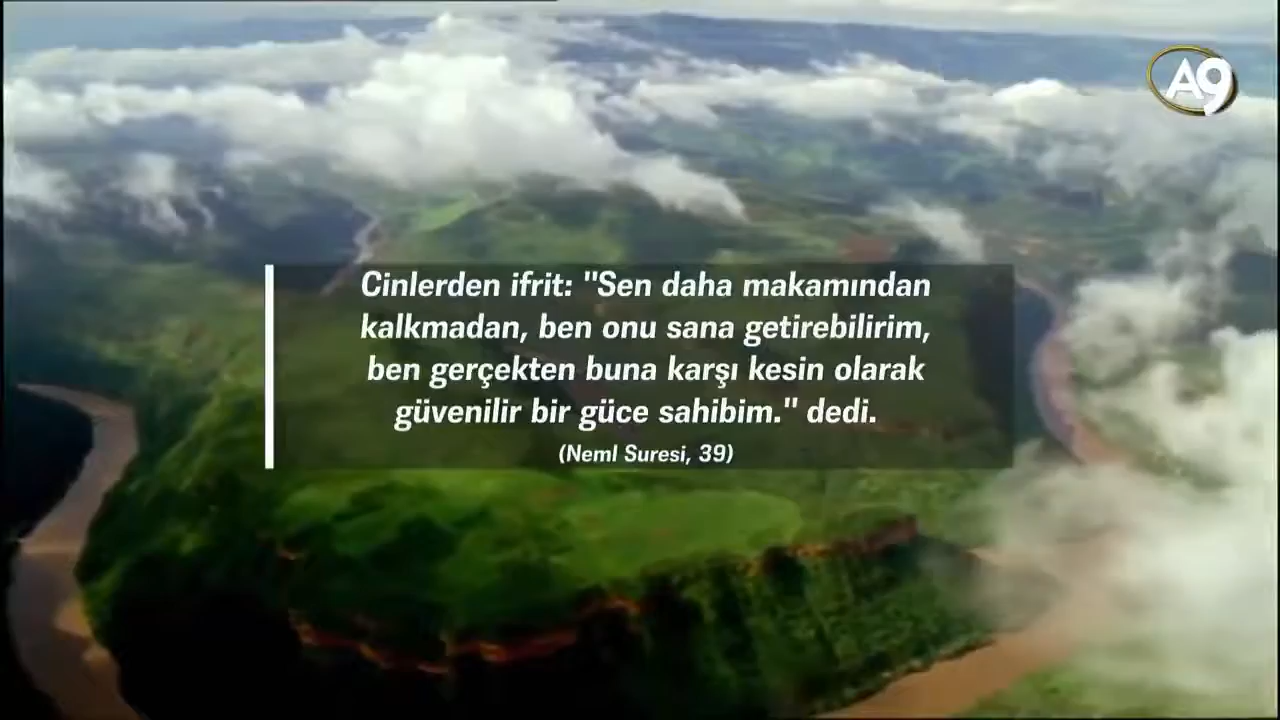 A9
Cinlerden ifrit: "Sen daha makamından
kalkmadan, ben onu sana getirebilirim,
ben gerçekten buna karşı kesin olarak
güvenilir bir güce sahibim." dedi.
(Neml Suresi, 39)